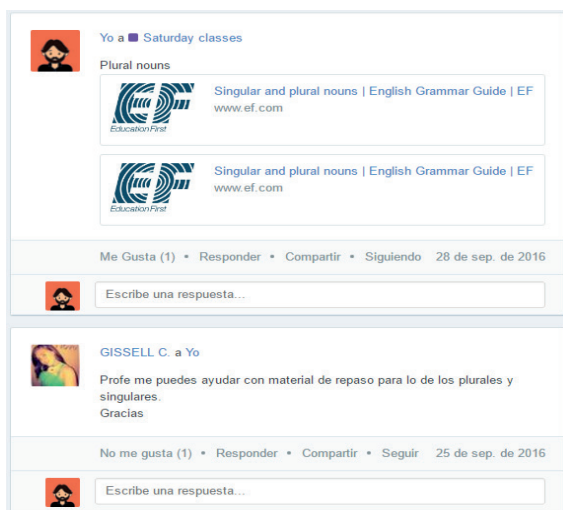 Yo a Saturday classes
Plural nouns
EF
Education First
Singular and plural nouns | English Grammar Guide | EF
www.ef.com
EF
Education First
Singular and plural nouns | English Grammar Guide | EF
www.ef.com
Me Gusta (1) • Responder • Compartir • Siguiendo 28 de sep. de 2016
Escribe una respuesta...
GISSELL C. a Yo
Profe me puedes ayudar con material de repaso para lo de los plurales y
singulares.
Gracias
No me gusta (1) • Responder • Compartir • Seguir 25 de sep. de 2016
Escribe una respuesta...